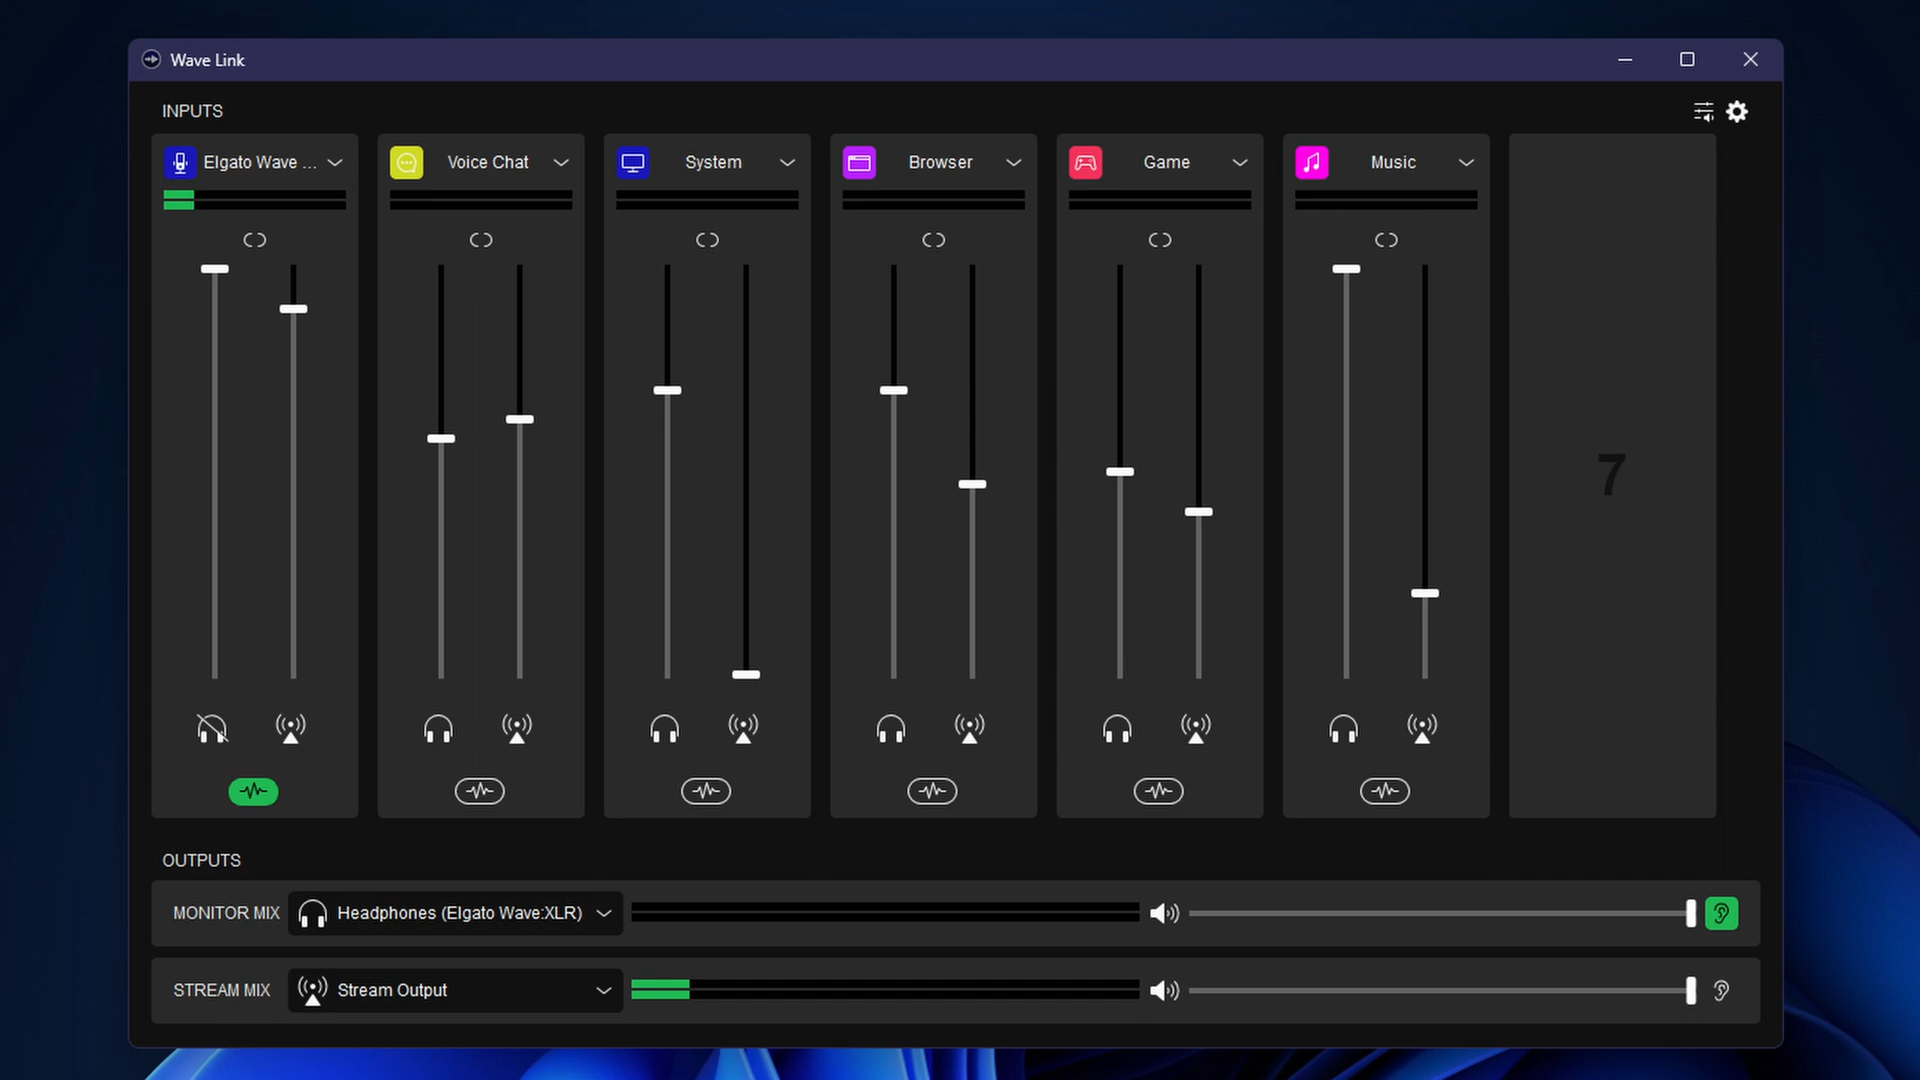 Wave Link
INPUTS
Elgato Wave ...
Voice Chat
System
Browser
Game
Music
7
OUTPUTS
MONITOR MIX
Headphones (Elgato Wave:XLR)
STREAM MIX
Stream Output